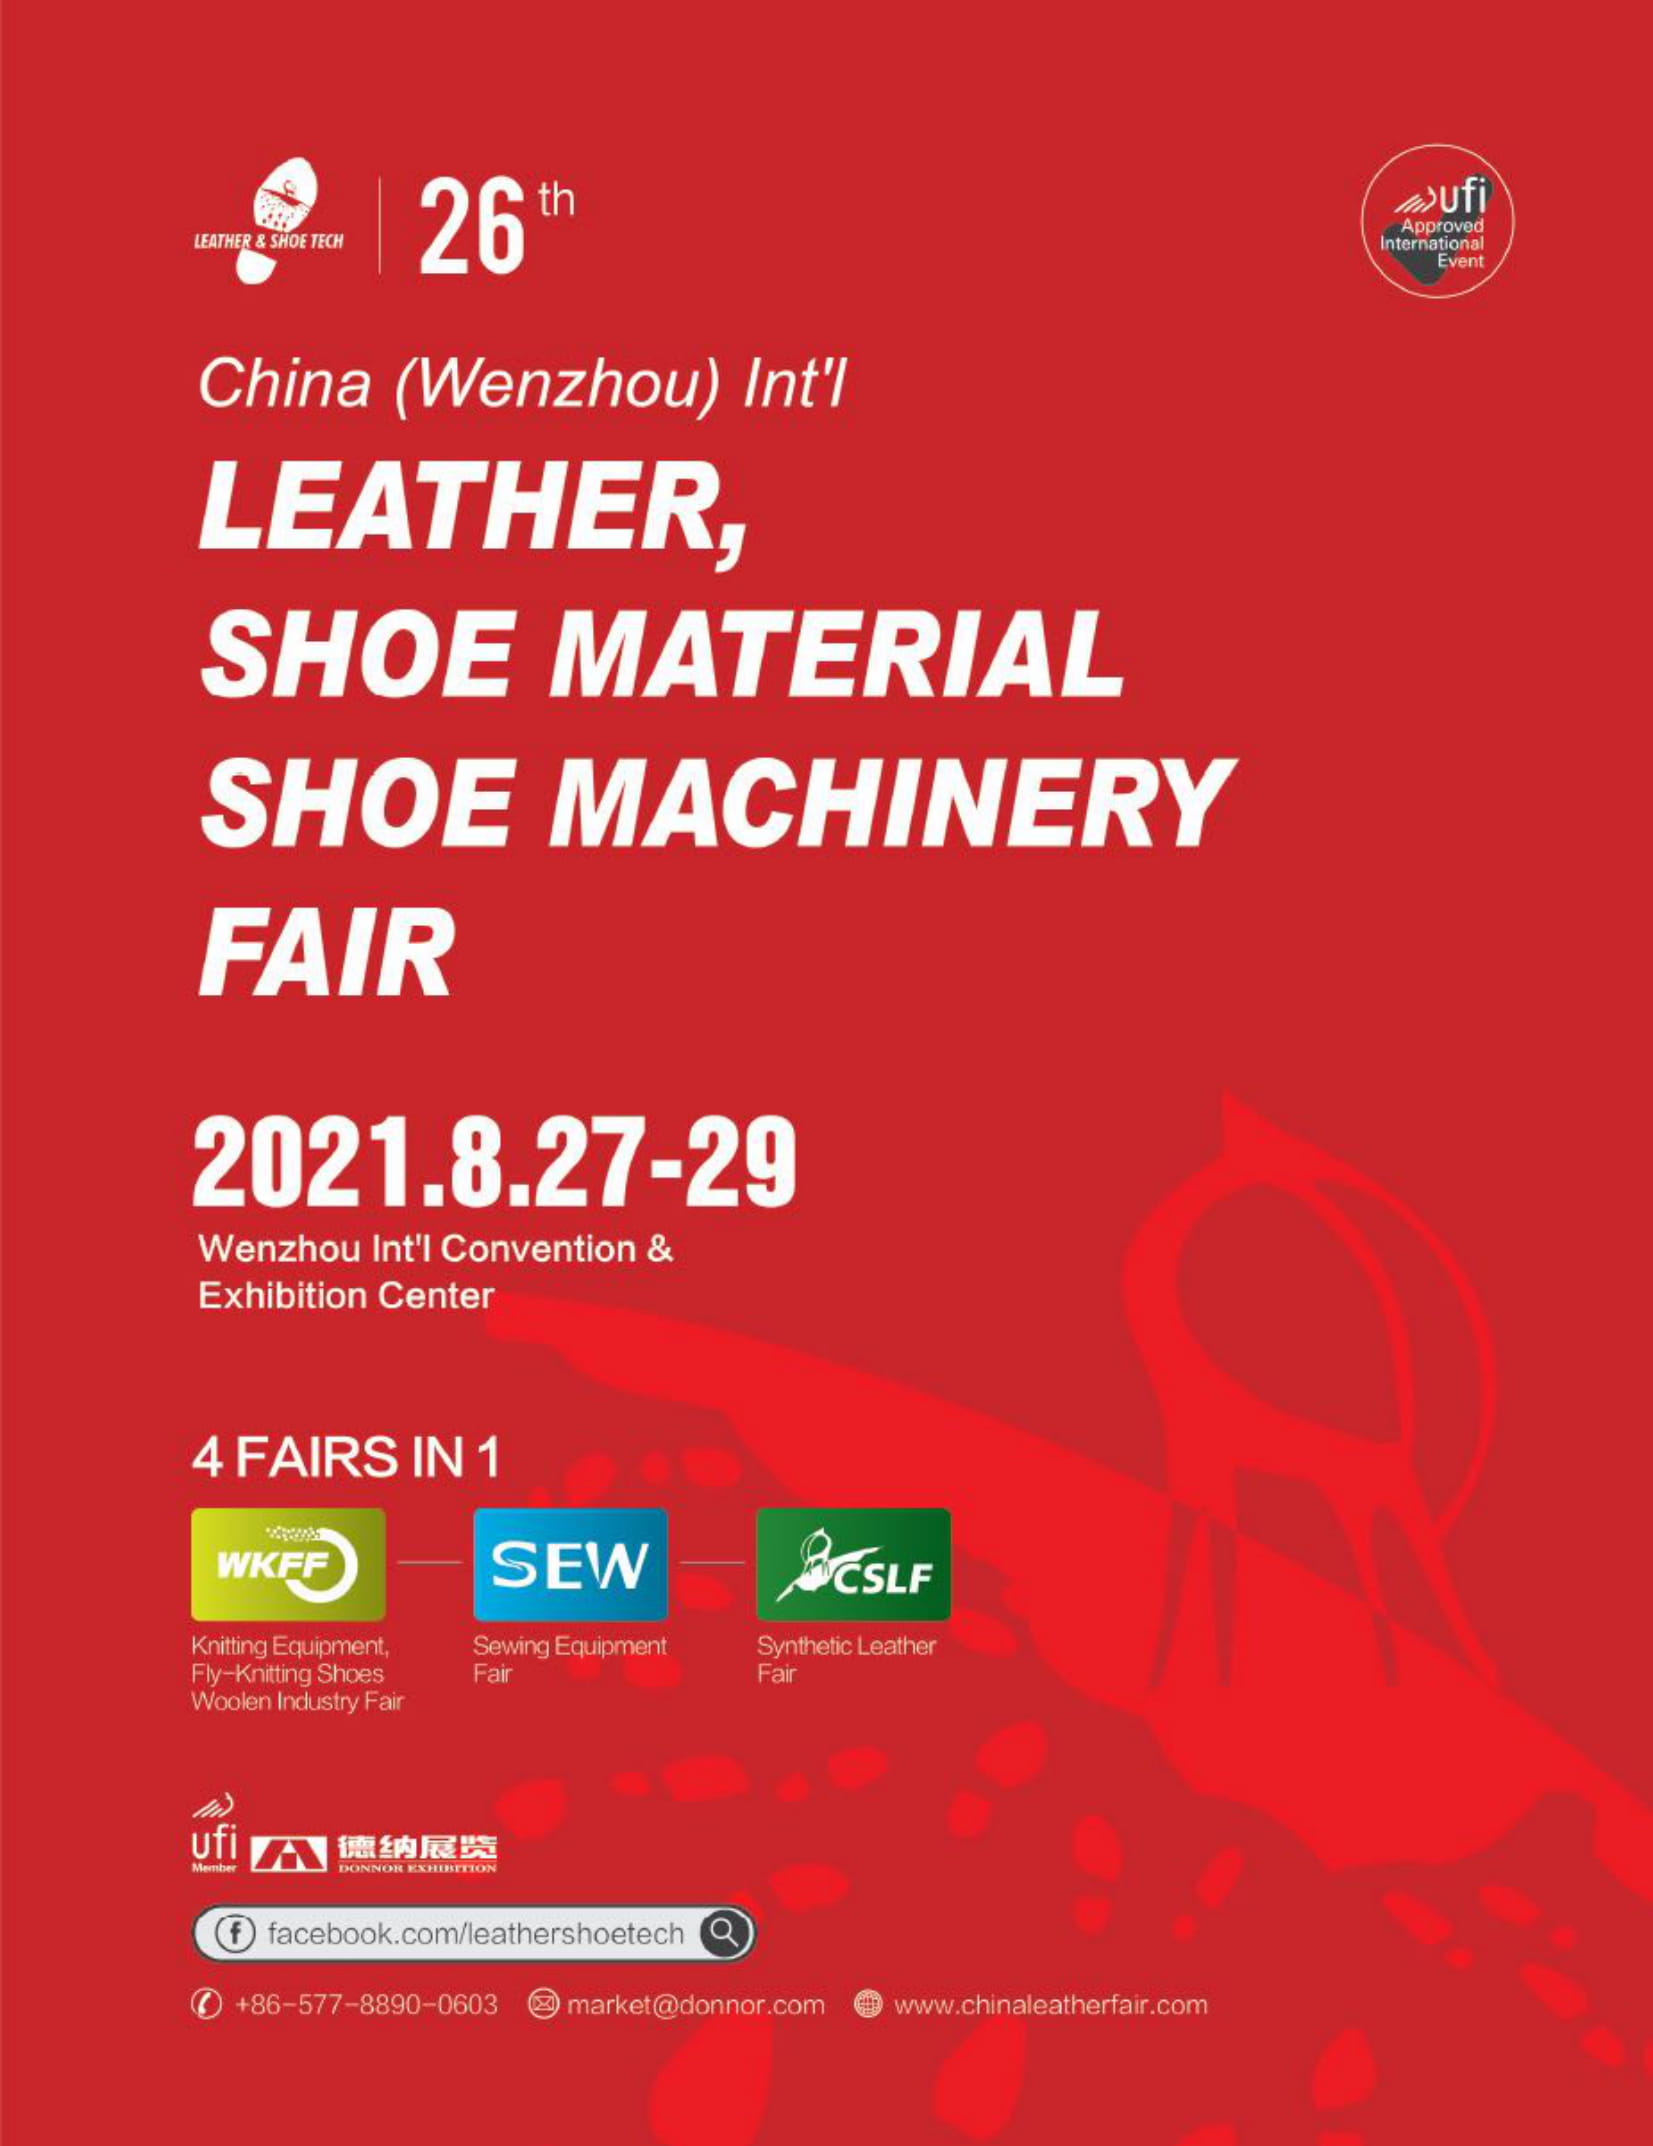 LEATHER & SHOE TECH
26th
ufi
Approved
International
Event
China (Wenzhou) Int'l
LEATHER,
SHOE MATERIAL
SHOE MACHINERY
FAIR
2021.8.27-29
Wenzhou Int'l Convention &
Exhibition Center
4 FAIRS IN 1
WKFF
SEW
CSLF
Knitting Equipment,
Fly-Knitting Shoes
Woolen Industry Fair
Sewing Equipment
Fair
Synthetic Leather
Fair
ufi
Member
德纳展览
DONNOR EXHIBITION
facebook.com/leathershoetech
+86-577-8890-0603
market@donnor.com
www.chinaleatherfair.com